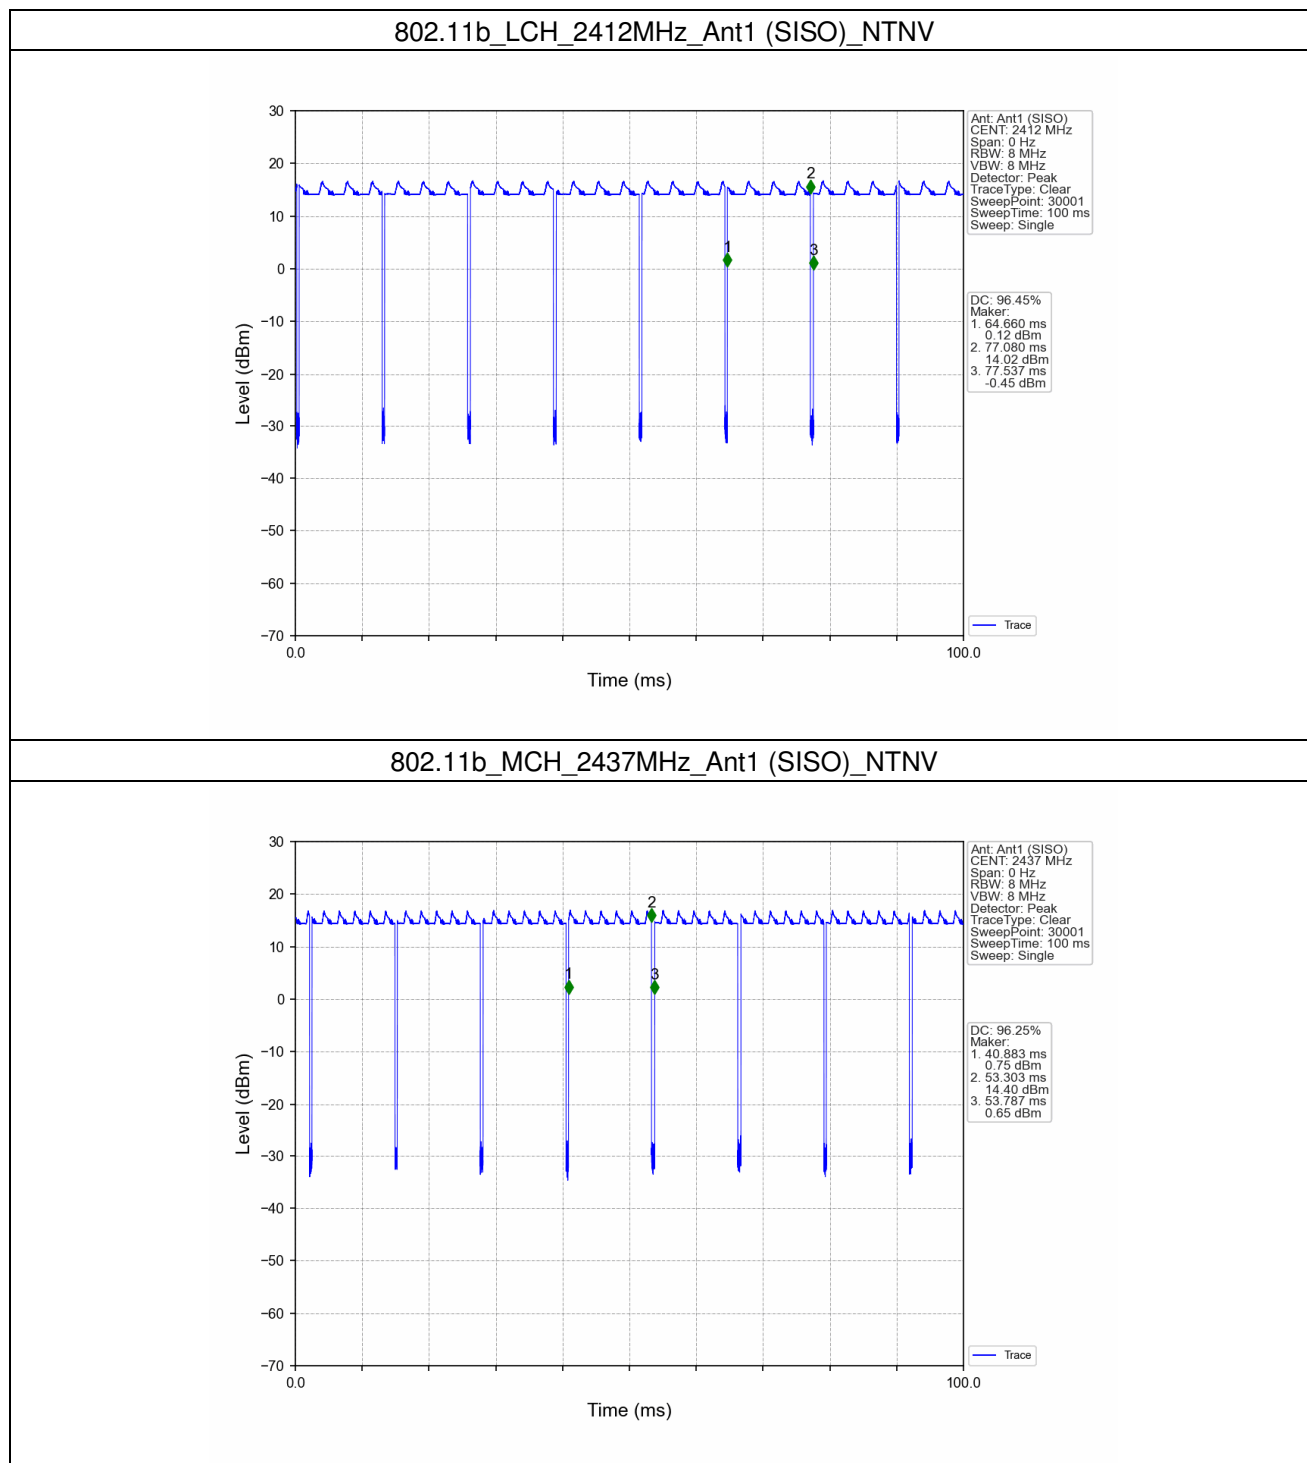 802.11b_LCH_2412MHz_Ant1 (SISO)_NTNV
30
20
10
0
−10
−20
−30
−40
−50
−60
−70
Level (dBm)
0.0
100.0
Time (ms)
1
2
3
Ant: Ant1 (SISO)
CENT: 2412 MHz
Span: 0 Hz
RBW: 8 MHz
VBW: 8 MHz
Detector: Peak
TraceType: Clear
SweepPoint: 30001
SweepTime: 100 ms
Sweep: Single
DC: 96.45%
Maker:
1. 64.660 ms
0.12 dBm
2. 77.080 ms
14.02 dBm
3. 77.537 ms
-0.45 dBm
Trace
802.11b_MCH_2437MHz_Ant1 (SISO)_NTNV
30
20
10
0
−10
−20
−30
−40
−50
−60
−70
Level (dBm)
0.0
100.0
Time (ms)
1
2
3
Ant: Ant1 (SISO)
CENT: 2437 MHz
Span: 0 Hz
RBW: 8 MHz
VBW: 8 MHz
Detector: Peak
TraceType: Clear
SweepPoint: 30001
SweepTime: 100 ms
Sweep: Single
DC: 96.25%
Maker:
1. 40.883 ms
0.75 dBm
2. 53.303 ms
14.40 dBm
3. 53.787 ms
0.65 dBm
Trace